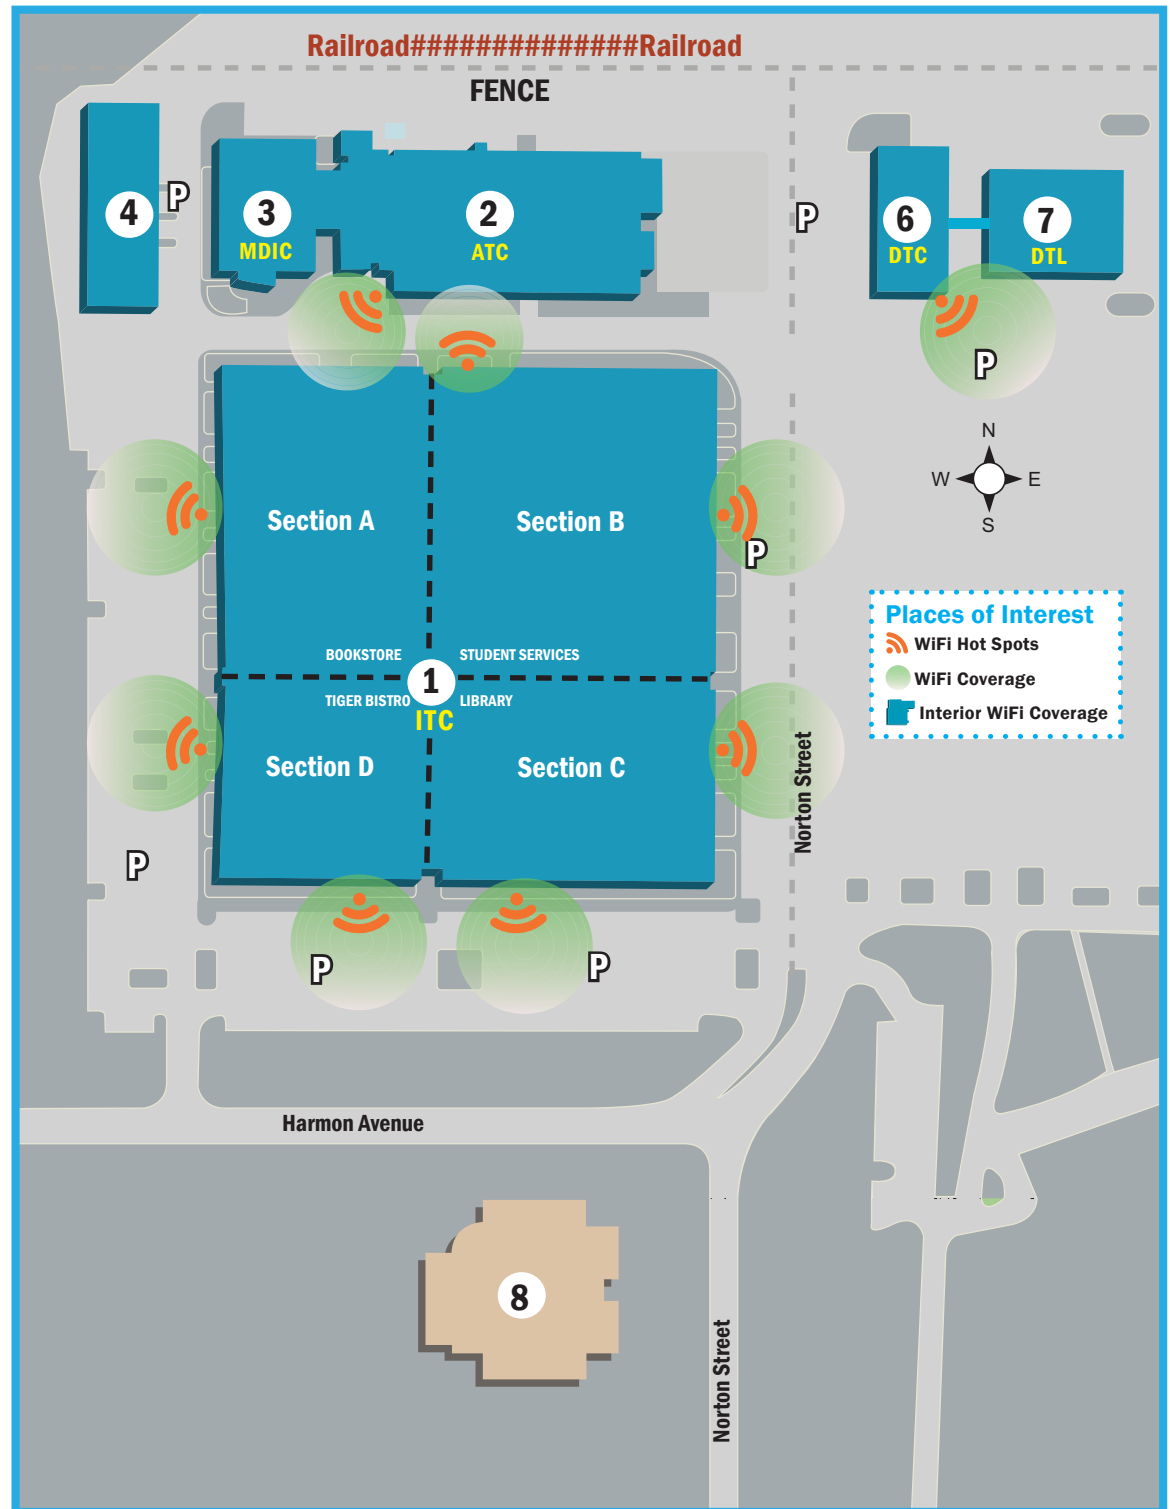 Railroad##############Railroad
FENCE
4
P
3
MDIC
2
ATC
P
6
DTC
7
DTL
P
N
W E
S
Section A
Section B
P
Places of Interest
WiFi Hot Spots
WiFi Coverage
Interior WiFi Coverage
BOOKSTORE
STUDENT SERVICES
1
TIGER BISTRO
LIBRARY
ITC
Section D
Section C
Norton Street
P
P
P
Harmon Avenue
8
Norton Street